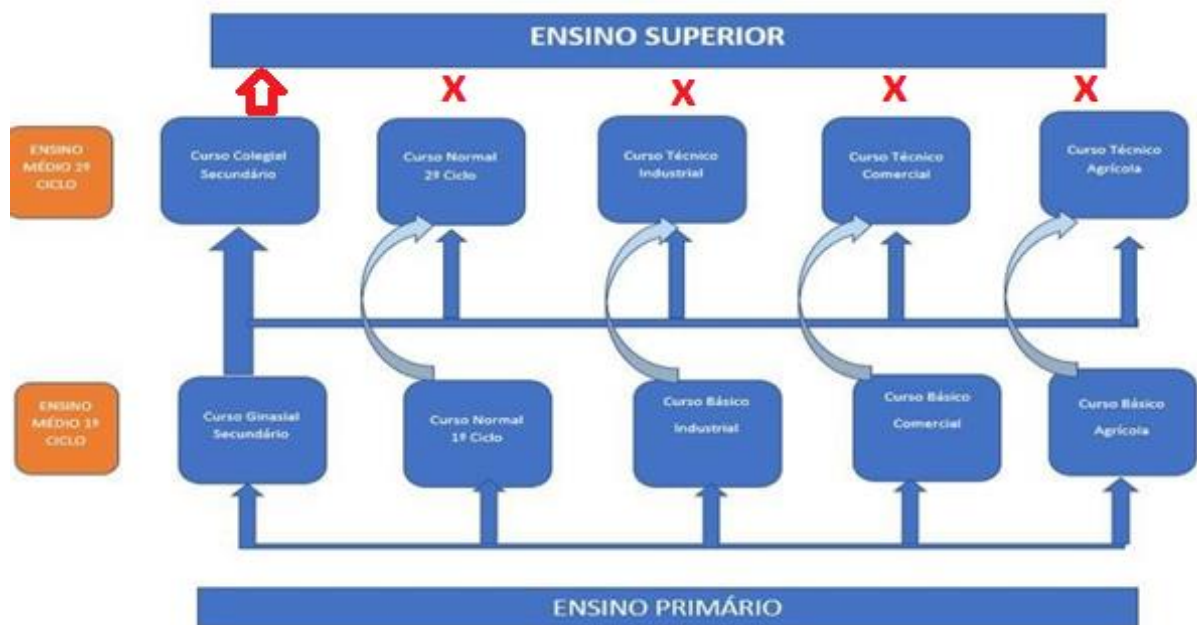 ENSINO SUPERIOR
X
X
X
X
ENSINO
MÉDIO 2º
CICLO
Curso Colegial
Secundário
Curso Normal
2º Ciclo
Curso Técnico
Industrial
Curso Técnico
Comercial
Curso Técnico
Agrícola
ENSINO
MÉDIO 1º
CICLO
Curso Ginasial
Secundário
Curso Normal
1º Ciclo
Curso Básico
Industrial
Curso Básico
Comercial
Curso Básico
Agrícola
ENSINO PRIMÁRIO